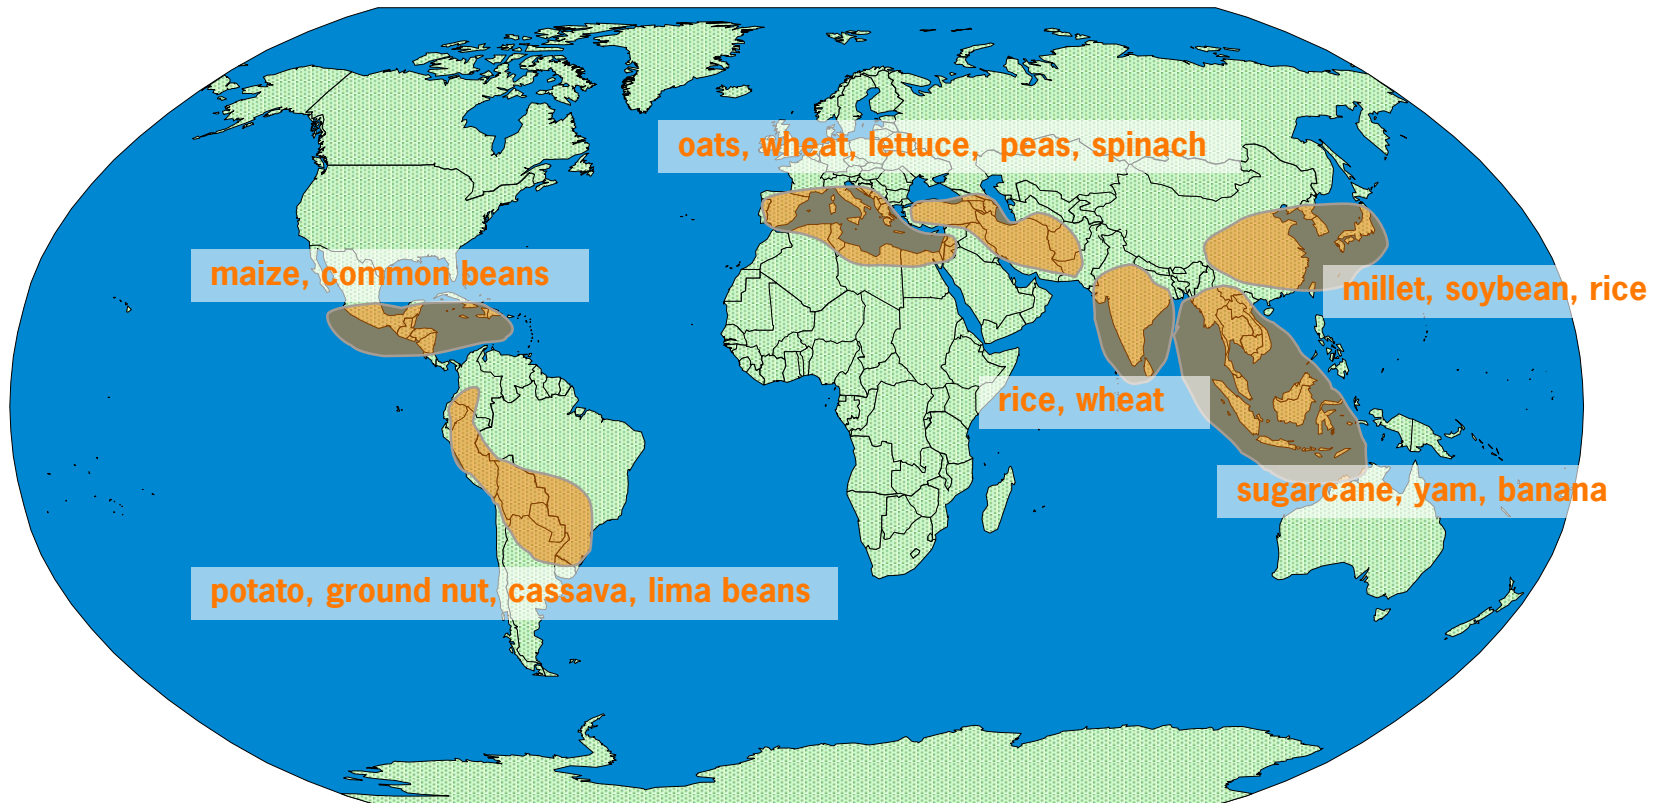 oats, wheat, lettuce, peas, spinach
maize, common beans
millet, soybean, rice
rice, wheat
sugarcane, yam, banana
potato, ground nut, cassava, lima beans